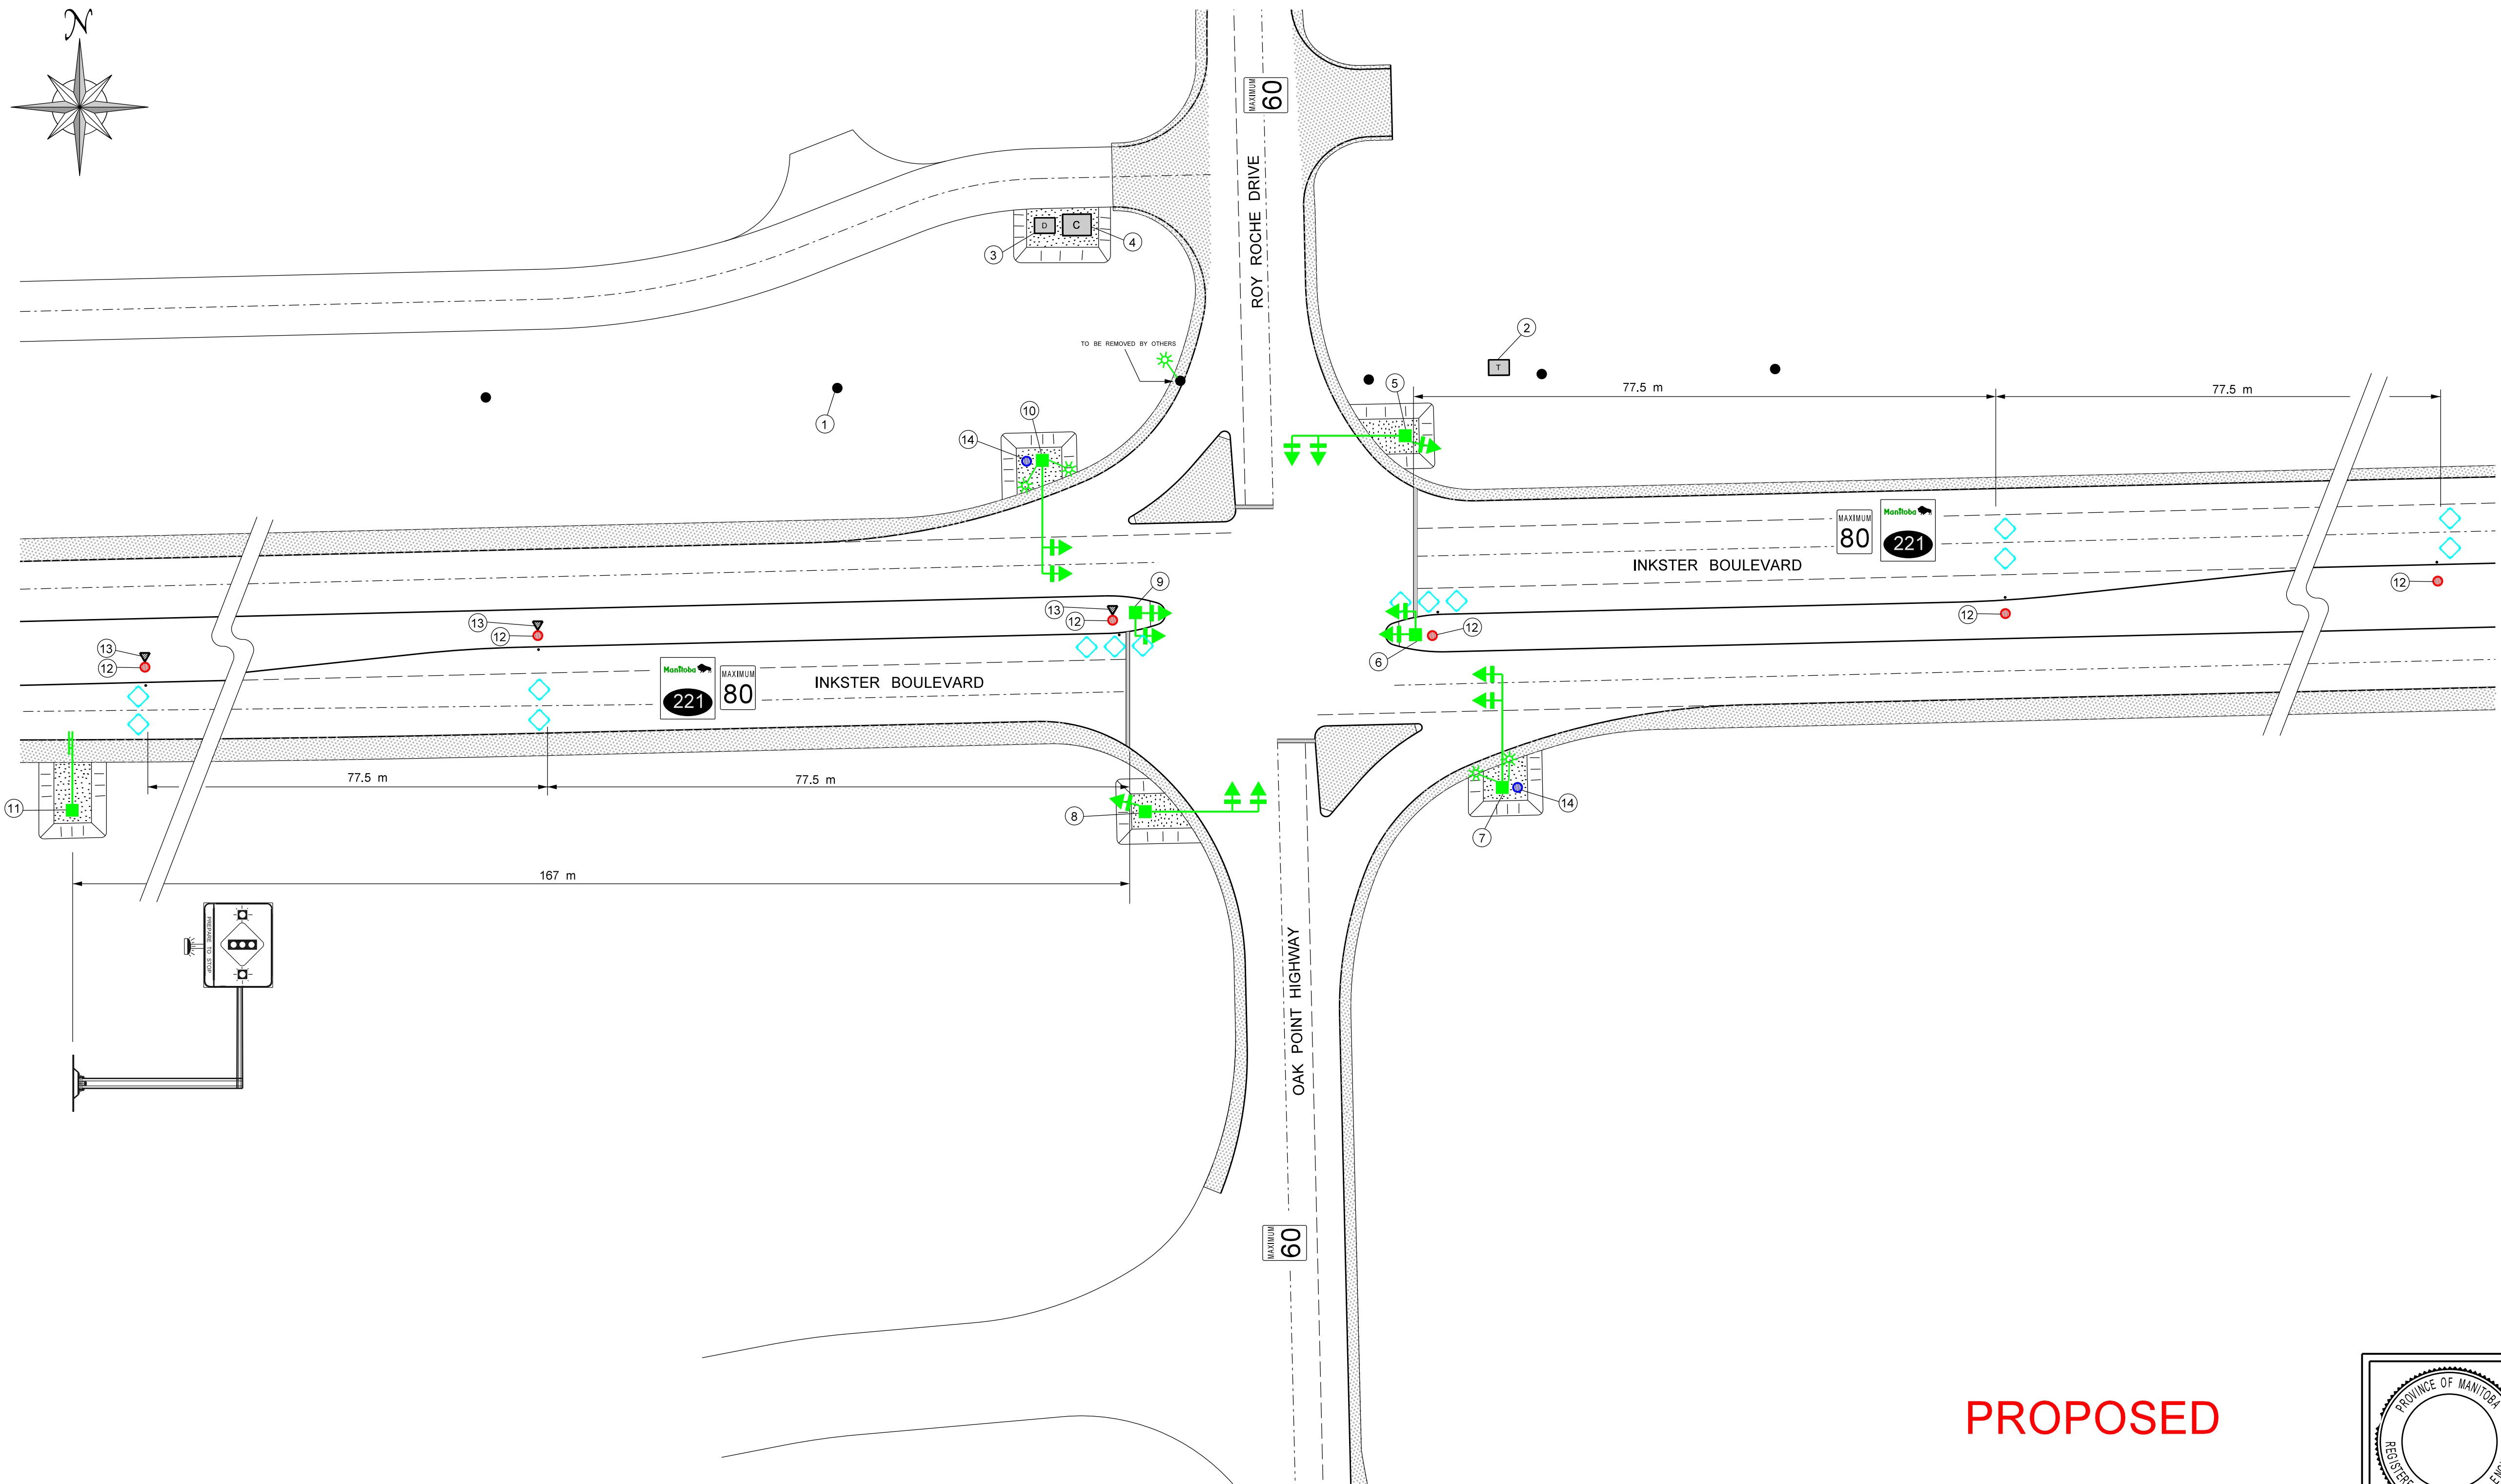 N
MAXIMUM
60
ROY ROCHE DRIVE
D
C
3
4
TO BE REMOVED BY OTHERS
1
2
T
5
77.5 m
77.5 m
10
14
Manitoba
221
MAXIMUM
80
INKSTER BOULEVARD
12
12
12
6
9
13
12
13
12
13
12
Manitoba
221
MAXIMUM
80
INKSTER BOULEVARD
77.5 m
77.5 m
11
8
14
7
167 m
PREPARE TO STOP
OAK POINT HIGHWAY
MAXIMUM
60
PROPOSED
PROVINCE OF MANITOBA